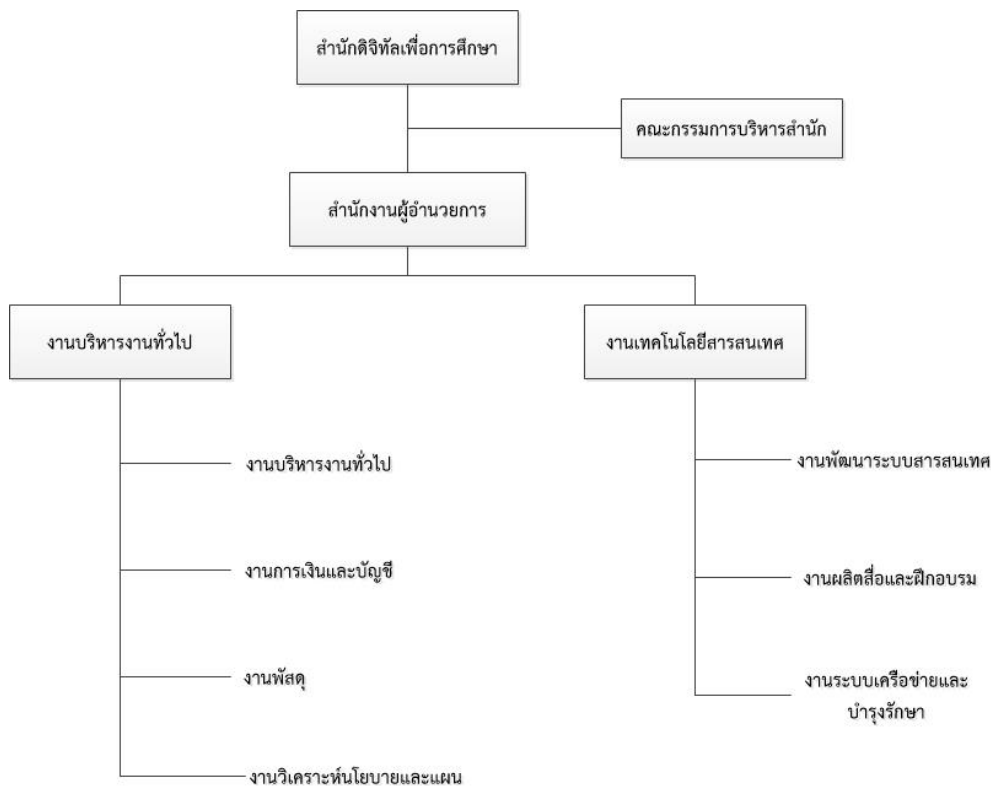 สำนักดิจิทัลเพื่อการศึกษา
คณะกรรมการบริหารสำนัก
สำนักงานผู้อำนวยการ
งานบริหารงานทั่วไป
งานเทคโนโลยีสารสนเทศ
งานบริหารงานทั่วไป
งานพัฒนาระบบสารสนเทศ
งานการเงินและบัญชี
งานผลิตสื่อและฝึกอบรม
งานพัสดุ
งานระบบเครือข่ายและ
บำรุงรักษา
งานวิเคราะห์นโยบายและแผน